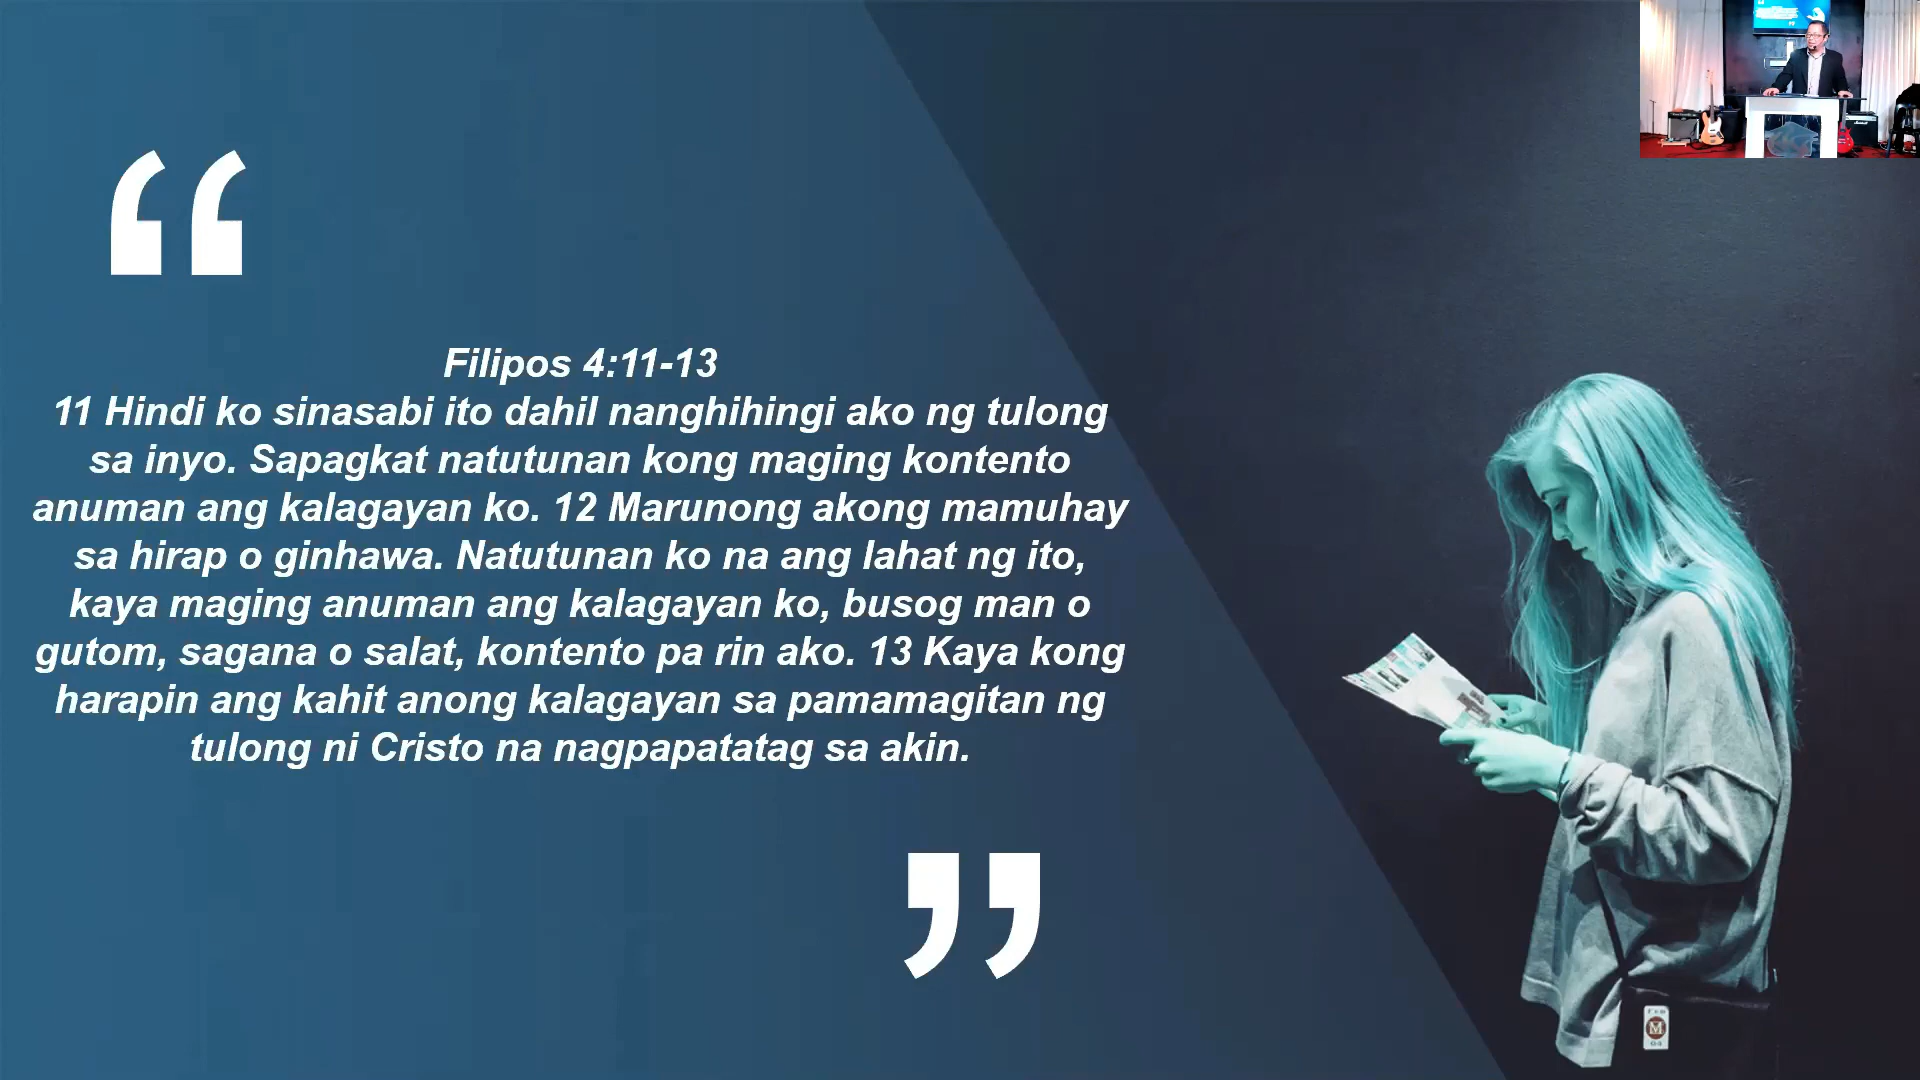 “
Filipos 4:11-13
11 Hindi ko sinasabi ito dahil nanghihingi ako ng tulong
sa inyo. Sapagkat natutunan kong maging kontento
anuman ang kalagayan ko. 12 Marunong akong mamuhay
sa hirap o ginhawa. Natutunan ko na ang lahat ng ito,
kaya maging anuman ang kalagayan ko, busog man o
gutom, sagana o salat, kontento pa rin ako. 13 Kaya kong
harapin ang kahit anong kalagayan sa pamamagitan ng
tulong ni Cristo na nagpapatatag sa akin.
”
M